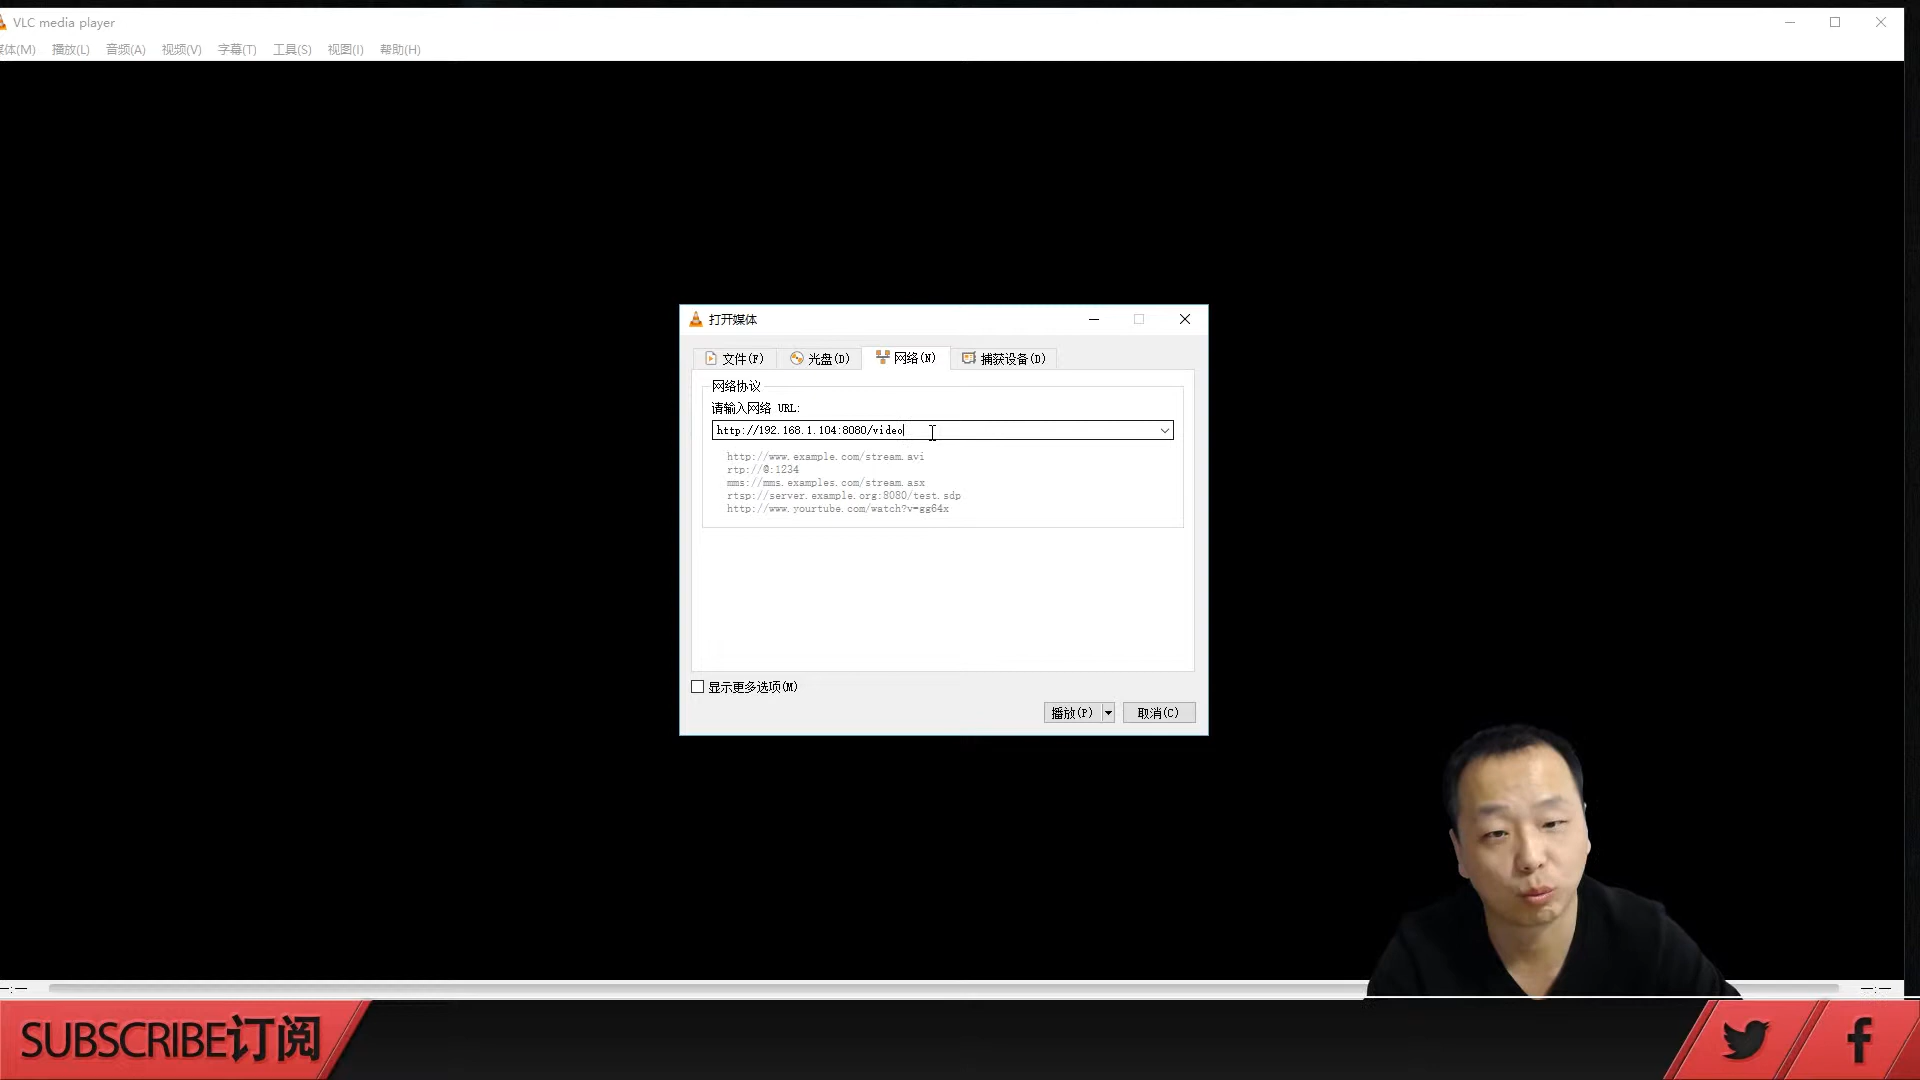 VLC media player
媒体(M) 播放(L) 音频(A) 视频(V) 字幕(T) 工具(S) 视图(I) 帮助(H)
打开媒体
文件(F) 光盘(D) 网络(N) 捕获设备(D)
网络协议
请输入网络 URL:
http://192.168.1.104:8080/video
http://www.example.com/stream.avi
rtp://@:1234
mms://mms.examples.com/stream.asx
rtsp://server.example.org:8080/test.sdp
http://www.yourtube.com/watch?v=gg64x
显示更多选项(M)
播放(P) 取消(C)
--:-- --:--
SUBSCRIBE订阅